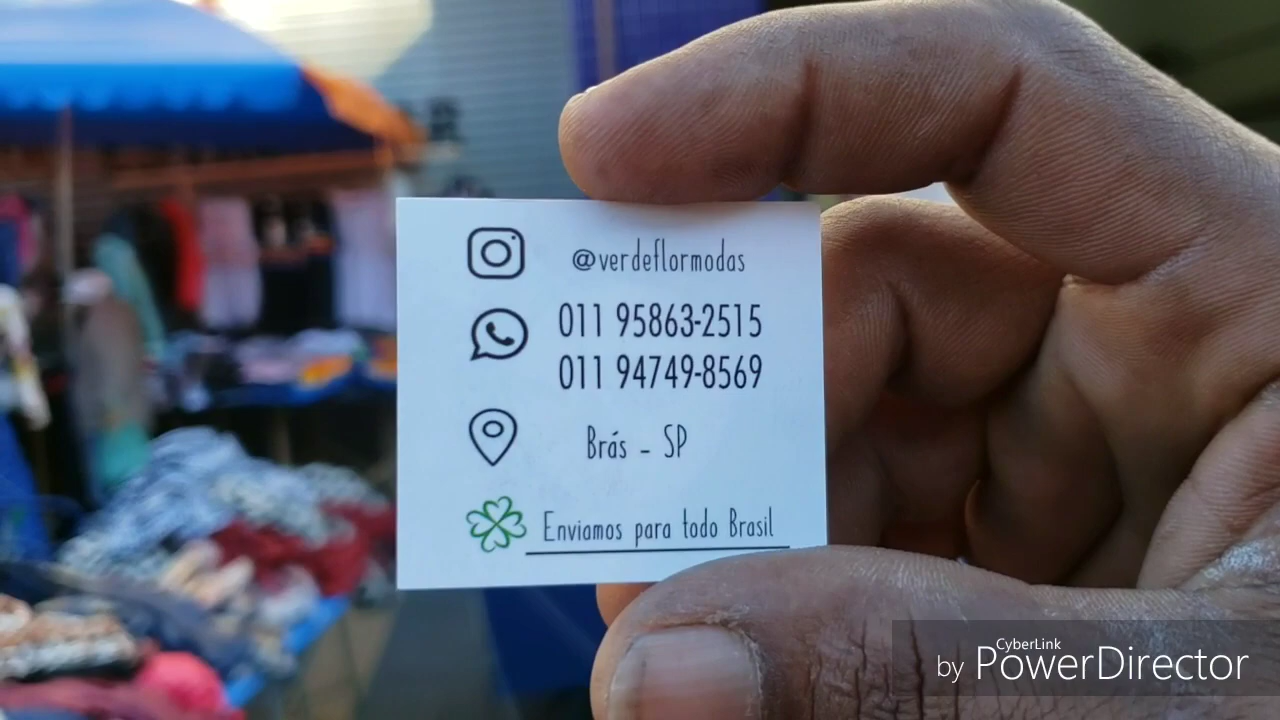 @verdeflormodas
011 95863-2515
011 94749-8569
Brás - SP
Enviamos para todo Brasil
CyberLink
by PowerDirector